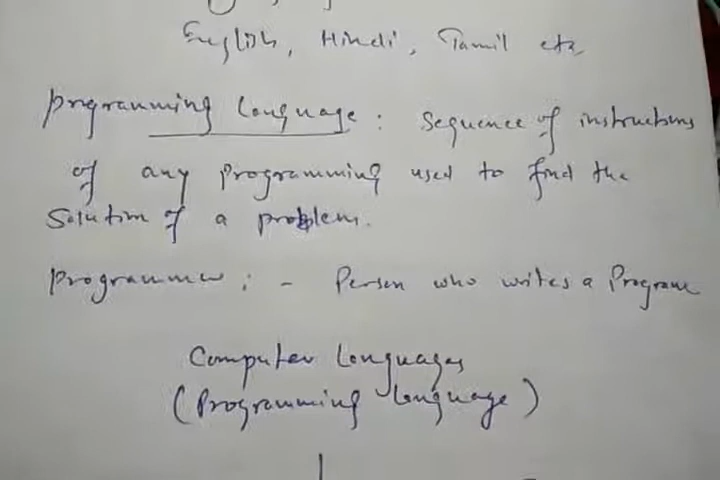 English, Hindi, Tamil etc
programming language : Sequence of instructions
of any programming used to find the
Solution of a problem.
programmer : - Person who writes a Program
Computer Languages
(Programming Language)